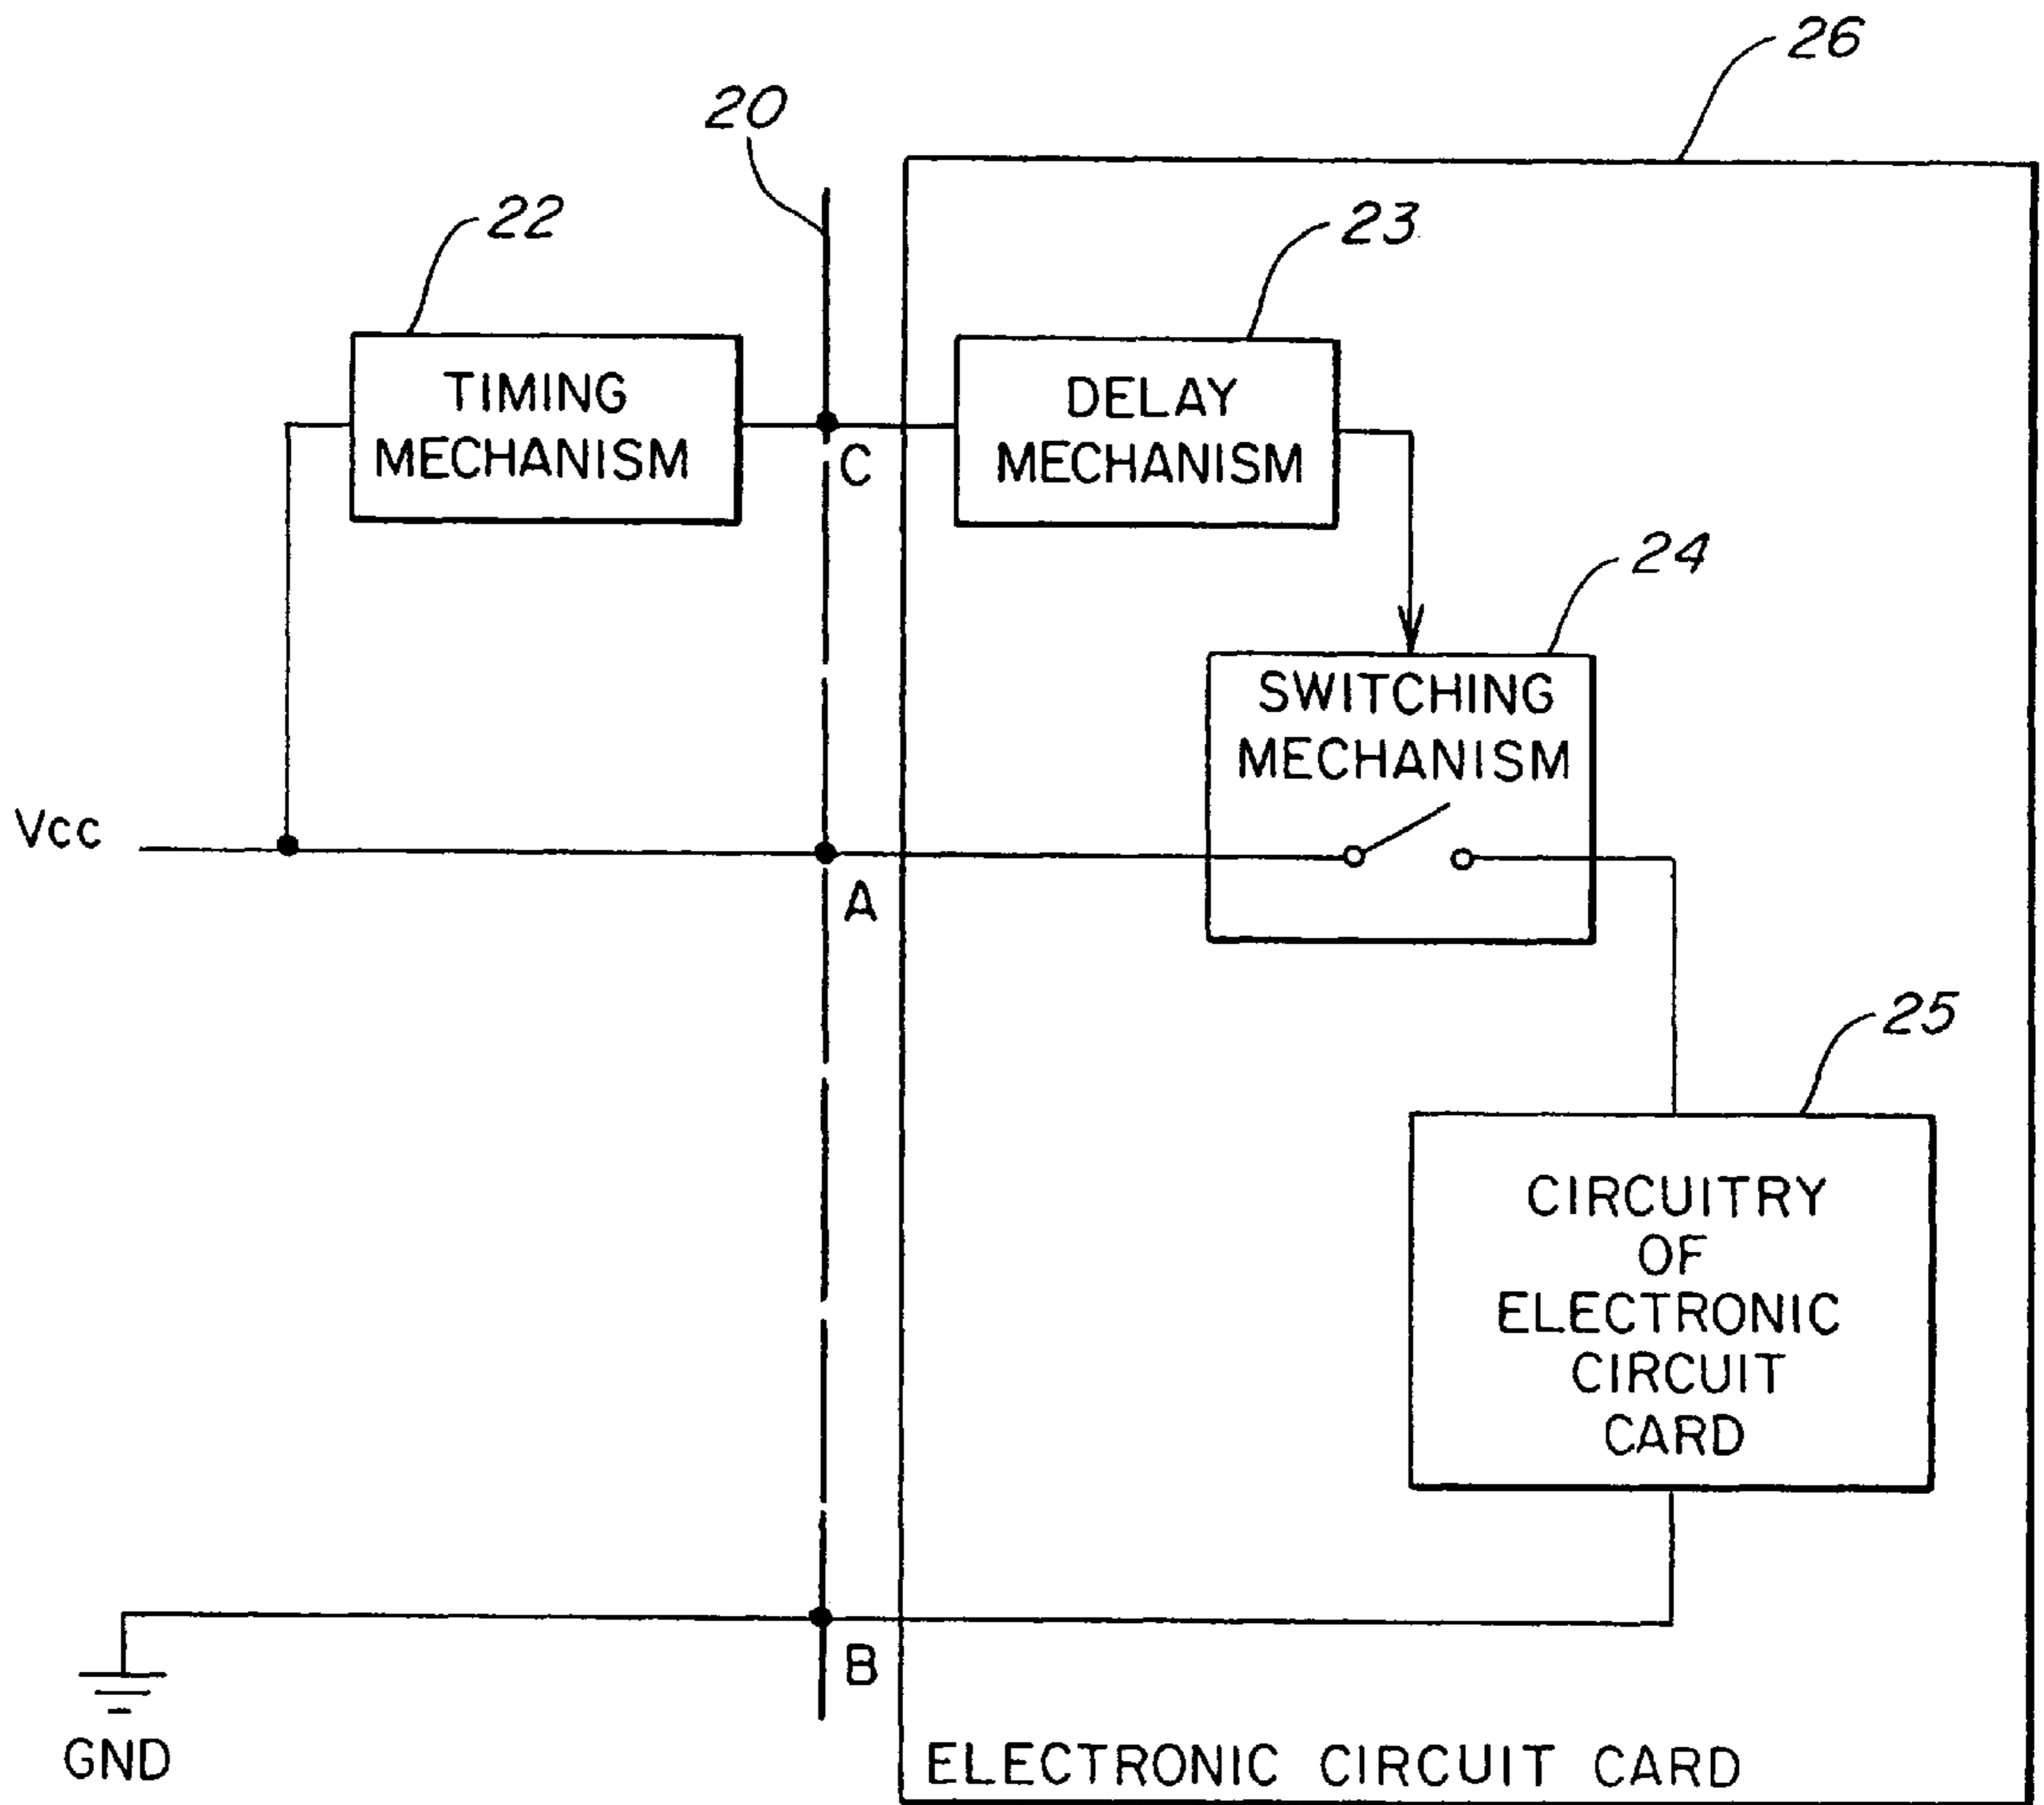 26
20
22
23
TIMING
MECHANISM
DELAY
MECHANISM
C
24
SWITCHING
MECHANISM
Vcc
A
25
CIRCUITRY
OF
ELECTRONIC
CIRCUIT
CARD
B
GND
ELECTRONIC CIRCUIT CARD